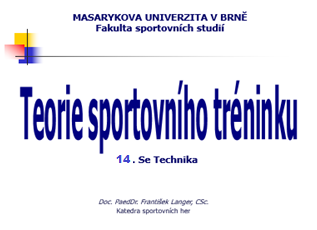 MASARYKOVA UNIVERZITA V BRNĚ
Fakulta sportovních studií
Teorie sportovního tréninku
14. Se Technika
Doc. PaedDr. František Langer, CSc.
Katedra sportovních her